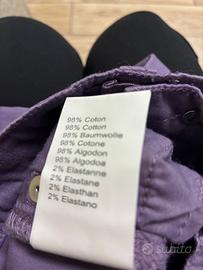 98% Coton
98% Cotton
98% Baumwolle
98% Cotone
98% Algodon
98% Algodoa
2% Elastanne
2% Elastane
2% Elasthan
2% Elastano
subito